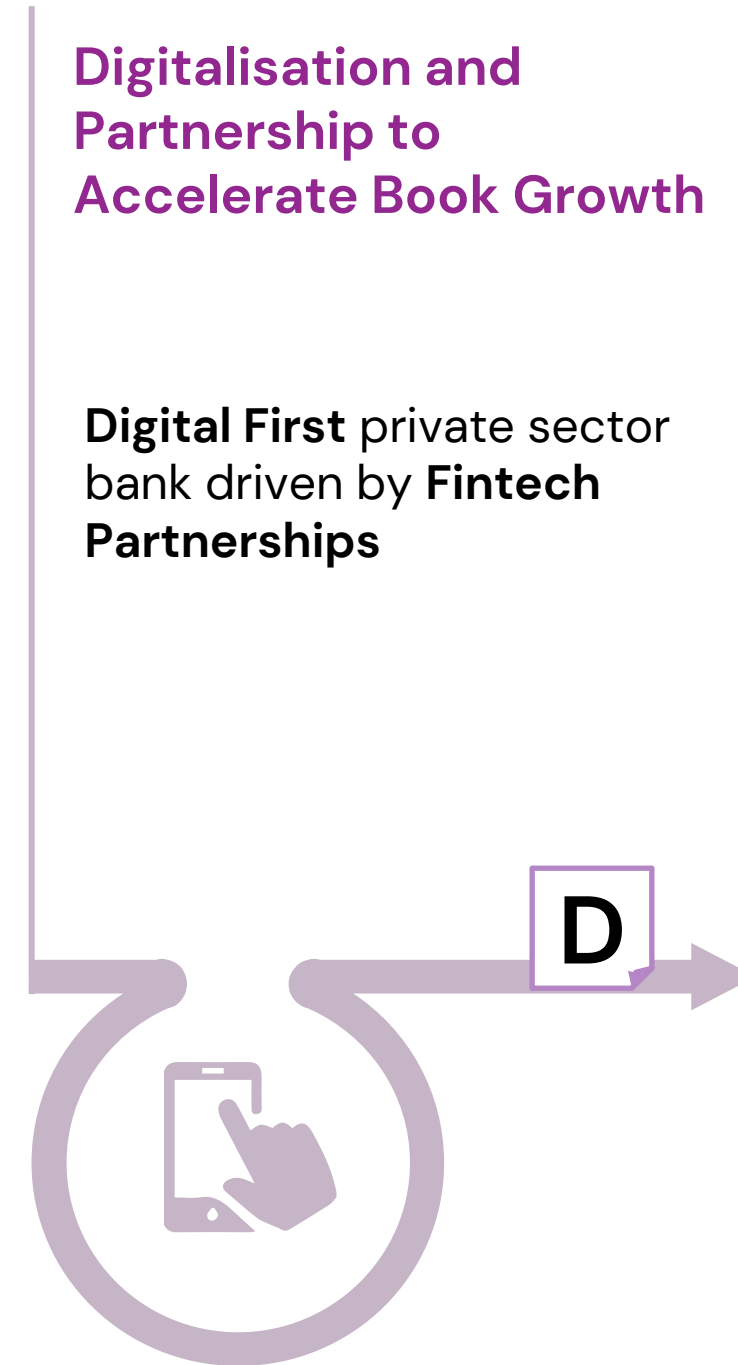 Digitalisation and
Partnership to
Accelerate Book Growth
Digital First private sector
bank driven by Fintech
Partnerships
D